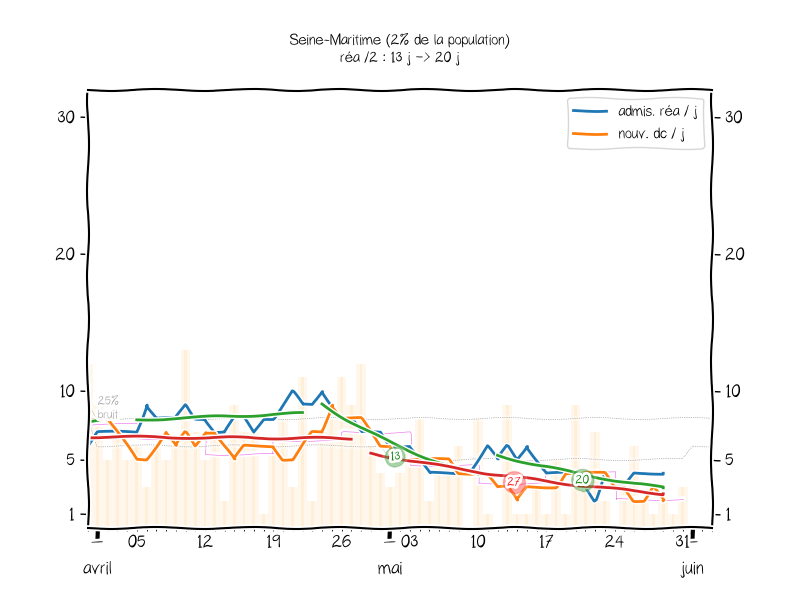 Seine-Maritime (2% de la population)
réa /2 : 13 j -> 20 j
admis. réa / j
nouv. dc / j
30
30
20
20
10
10
25%
bruit
5
5
13
27
20
1
1
05
12
19
26
03
10
17
24
31
avril
mai
juin